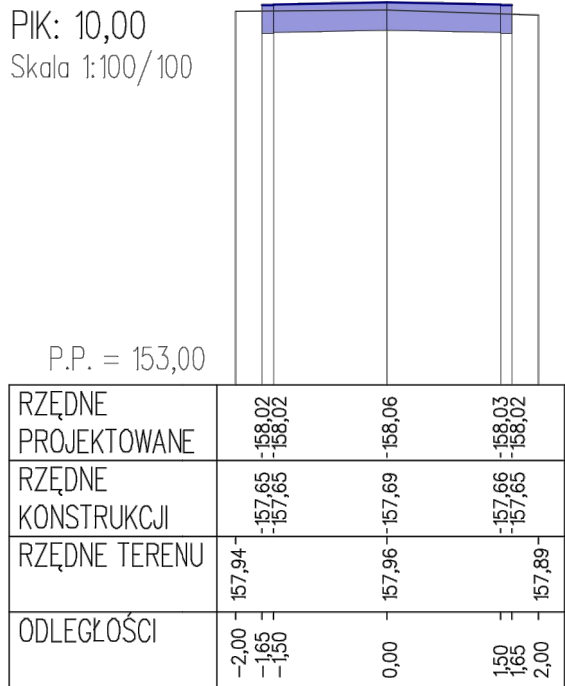 PIK: 10,00
Skala 1:100/100
P.P. = 153,00
RZĘDNE
PROJEKTOWANE
158,02
158,02
158,06
158,03
158,02
RZĘDNE
KONSTRUKCJI
157,65
157,65
157,69
157,66
157,65
RZĘDNE TERENU
157,94
157,96
157,89
ODLEGŁOŚCI
-2,00
-1,65
-1,50
0,00
1,50
1,65
2,00